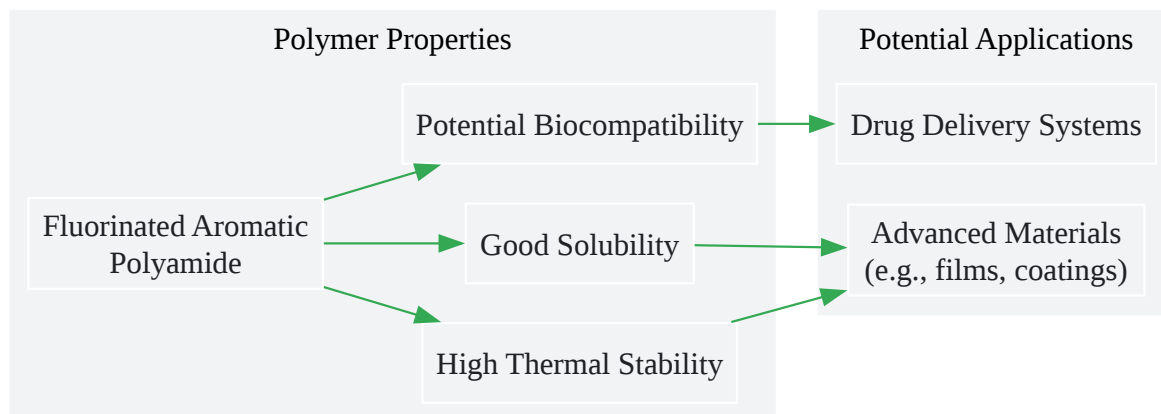 Polymer Properties
Potential Applications
Potential Biocompatibility
Drug Delivery Systems
Fluorinated Aromatic
Polyamide
Good Solubility
Advanced Materials
(e.g., films, coatings)
High Thermal Stability